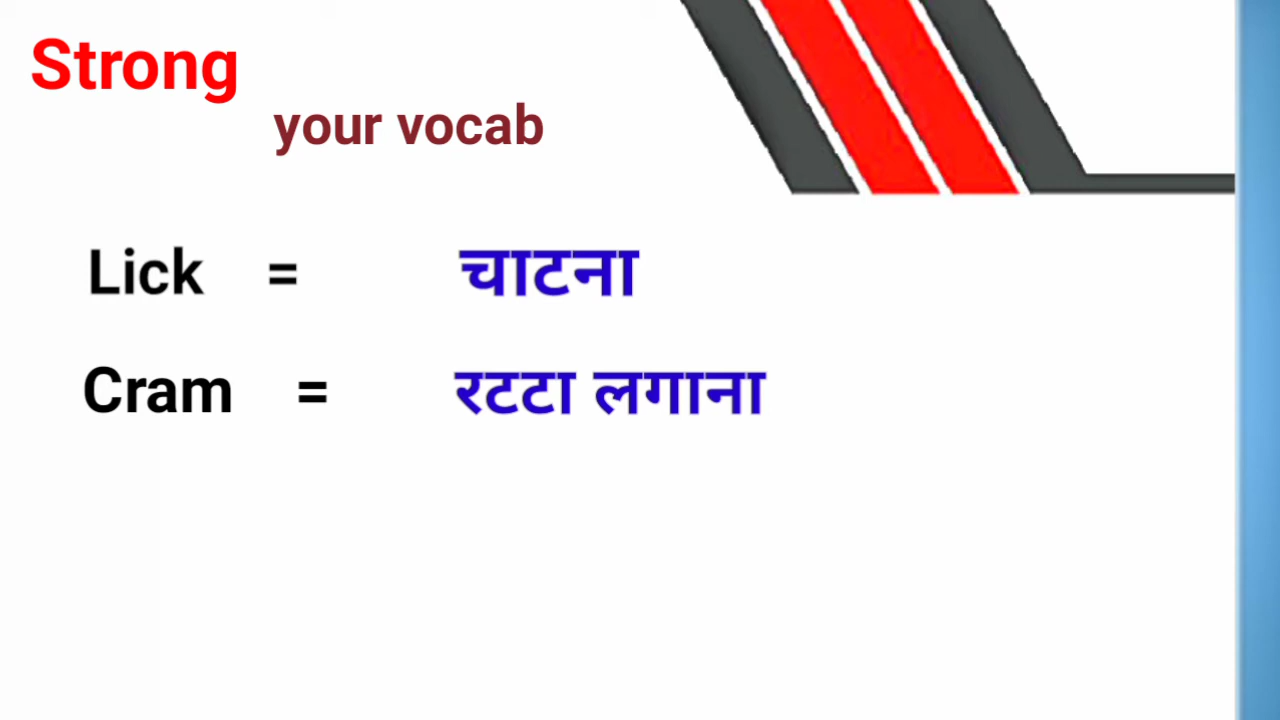 Strong
your vocab
Lick = चाटना
Cram = रटटा लगाना